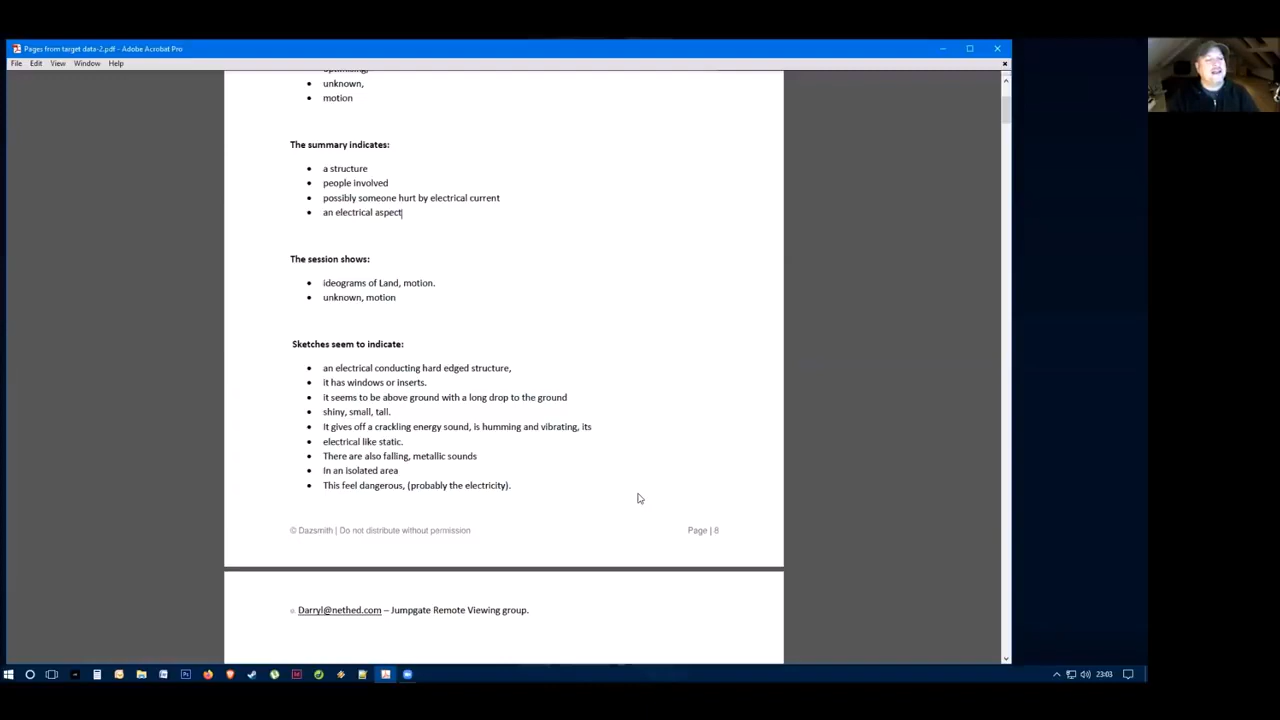 Pages from target data-2.pdf - Adobe Acrobat Pro
File Edit View Window Help
unknown,
motion
The summary indicates:
a structure
people involved
possibly someone hurt by electrical current
an electrical aspect
The session shows:
ideograms of Land, motion.
unknown, motion
Sketches seem to indicate:
an electrical conducting hard edged structure,
it has windows or inserts.
it seems to be above ground with a long drop to the ground
shiny, small, tall.
It gives off a crackling energy sound, is humming and vibrating, its
electrical like static.
There are also falling, metallic sounds
In an isolated area
This feel dangerous, (probably the electricity).
© Dazsmith | Do not distribute without permission Page | 8
Darryl@nethed.com – Jumpgate Remote Viewing group.
23:03